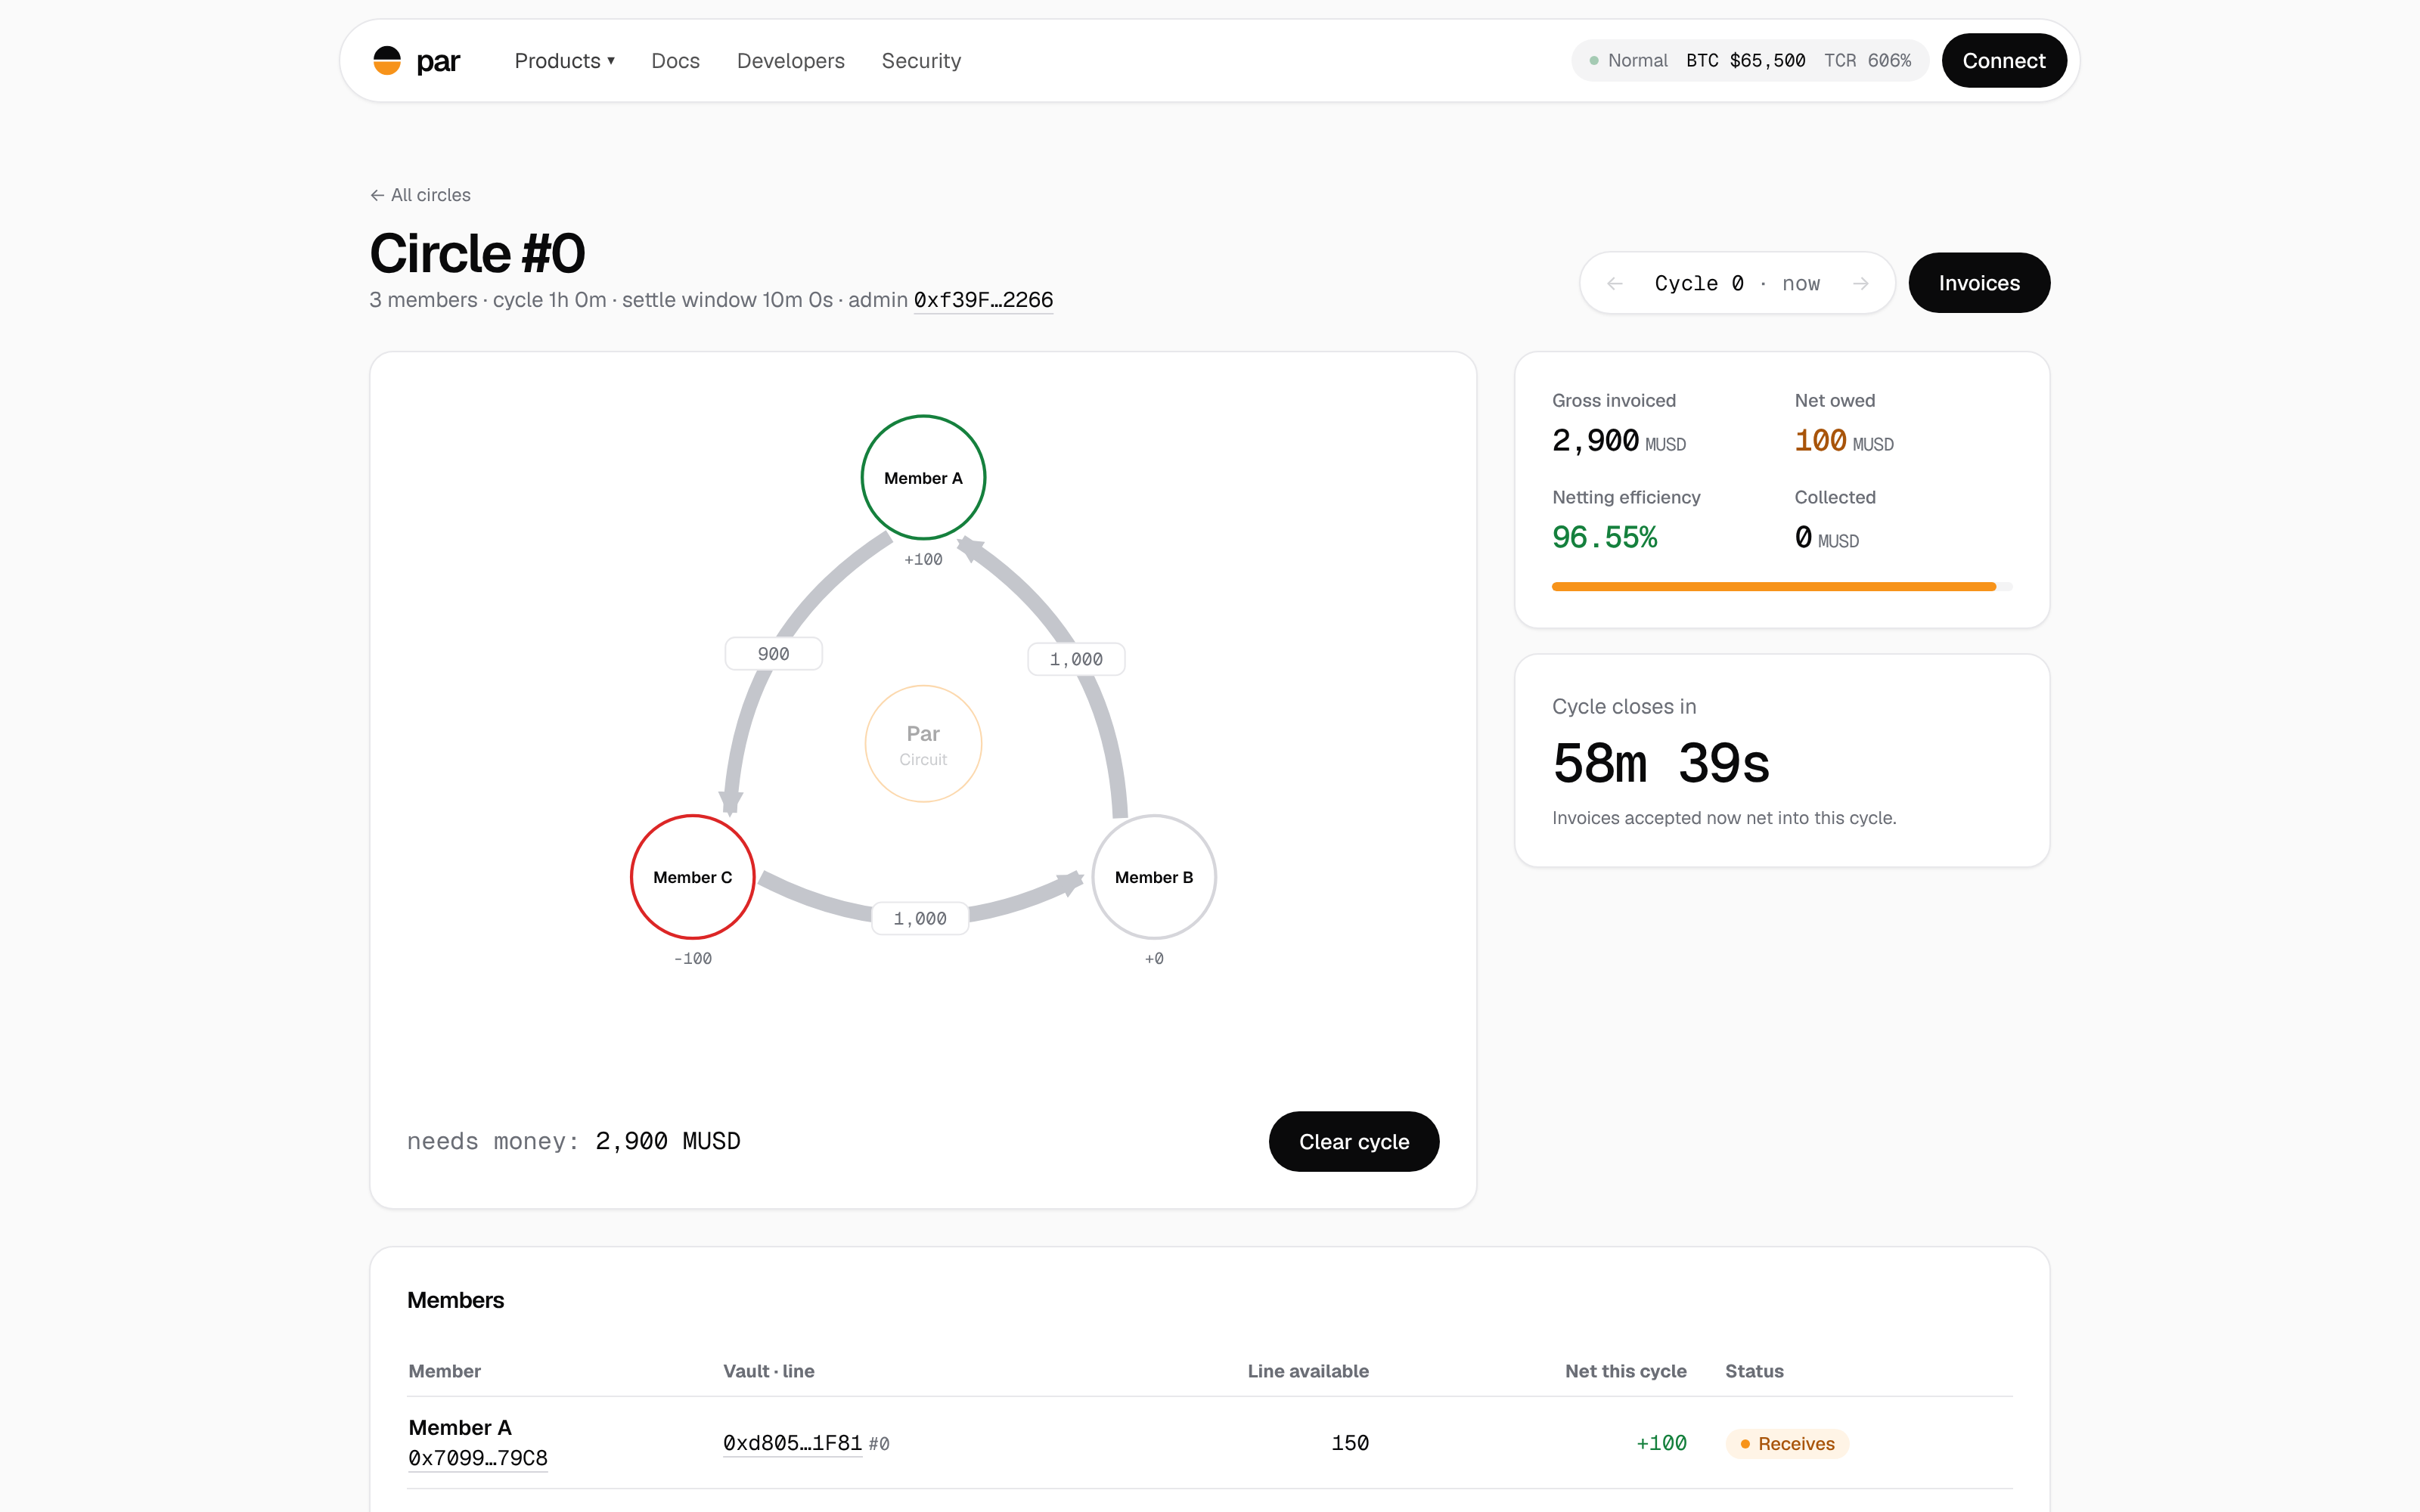 par
Products ▾
Docs
Developers
Security
Normal BTC $65,500 TCR 606%
Connect
← All circles
Circle #0
3 members · cycle 1h 0m · settle window 10m 0s · admin 0xf39F…2266
← Cycle 0 · now →
Invoices
Member A
+100
900
1,000
Par
Circuit
Member C
-100
1,000
Member B
+0
needs money: 2,900 MUSD
Clear cycle
Gross invoiced
2,900 MUSD
Net owed
100 MUSD
Netting efficiency
96.55%
Collected
0 MUSD
Cycle closes in
58m 39s
Invoices accepted now net into this cycle.
Members
Member Vault · line Line available Net this cycle Status
Member A
0x7099…79C8
0xd805…1F81 #0
150
+100
Receives